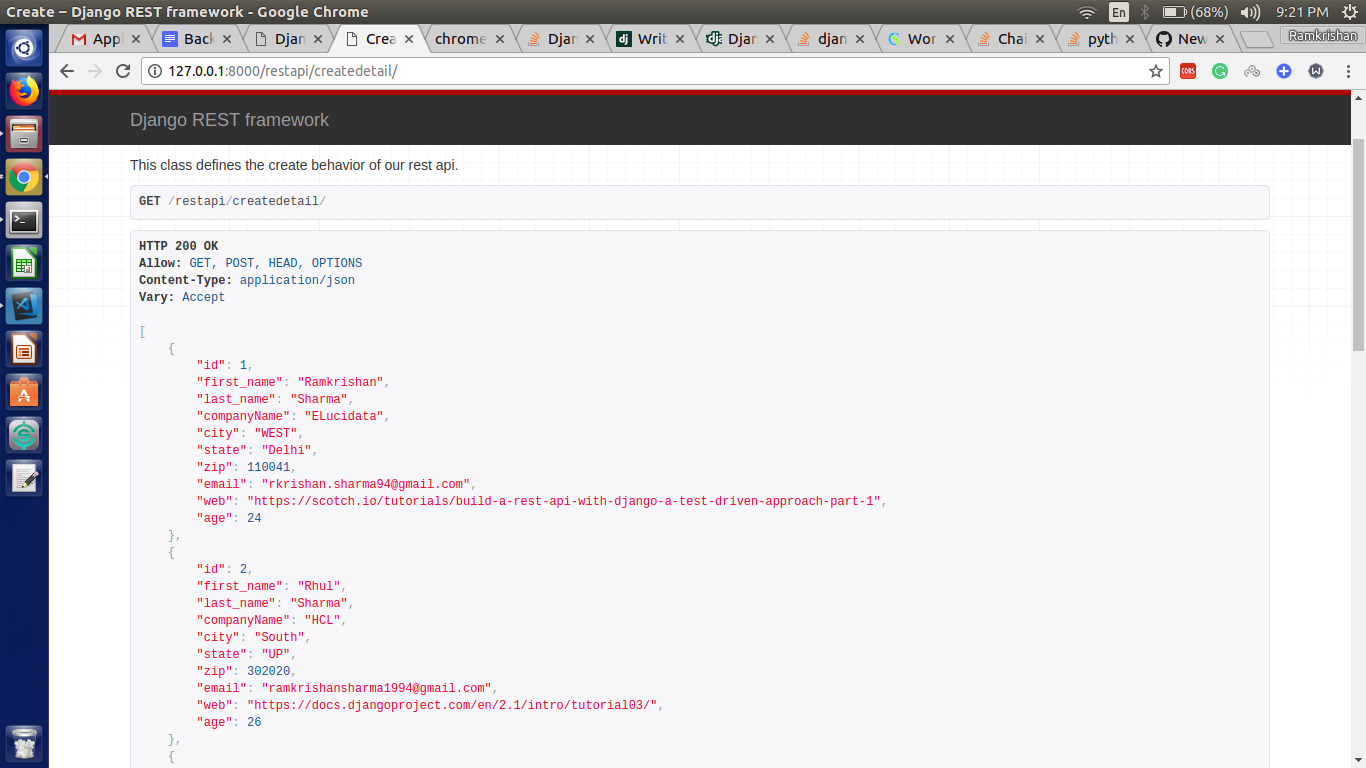 Create – Django REST framework - Google Chrome
En
(68%)
9:21 PM
Appl
Back
Djan
Crea
chrome
Djan
Writ
Djan
djan
Wor
Chai
pyth
New
Ramkrishan
127.0.0.1:8000/restapi/createdetail/
CORS
Django REST framework
This class defines the create behavior of our rest api.
GET /restapi/createdetail/
HTTP 200 OK
Allow: GET, POST, HEAD, OPTIONS
Content-Type: application/json
Vary: Accept
[
    {
        "id": 1,
        "first_name": "Ramkrishan",
        "last_name": "Sharma",
        "companyName": "ELucidata",
        "city": "WEST",
        "state": "Delhi",
        "zip": 110041,
        "email": "rkrishan.sharma94@gmail.com",
        "web": "https://scotch.io/tutorials/build-a-rest-api-with-django-a-test-driven-approach-part-1",
        "age": 24
    },
    {
        "id": 2,
        "first_name": "Rhul",
        "last_name": "Sharma",
        "companyName": "HCL",
        "city": "South",
        "state": "UP",
        "zip": 302020,
        "email": "ramkrishansharma1994@gmail.com",
        "web": "https://docs.djangoproject.com/en/2.1/intro/tutorial03/",
        "age": 26
    },
    {